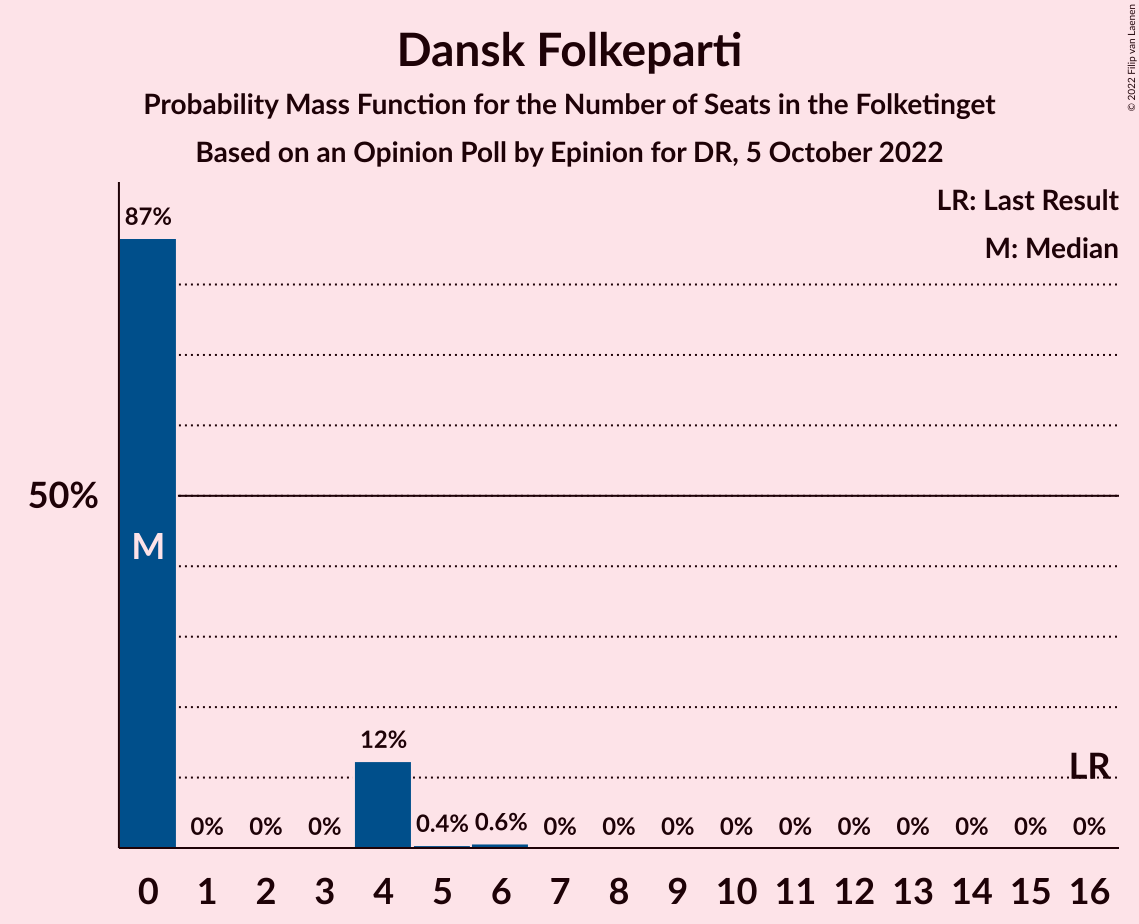 Dansk Folkeparti
Probability Mass Function for the Number of Seats in the Folketinget
Based on an Opinion Poll by Epinion for DR, 5 October 2022
© 2022 Filip van Laenen
LR: Last Result
M: Median
87%
50%
M
12%
LR
0% 0% 0% 0.4% 0.6% 0% 0% 0% 0% 0% 0% 0% 0% 0% 0%
0 1 2 3 4 5 6 7 8 9 10 11 12 13 14 15 16